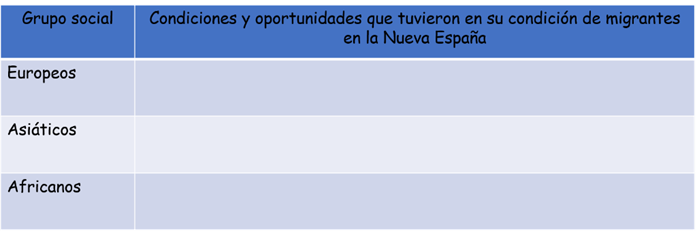 Grupo social
Condiciones y oportunidades que tuvieron en su condición de migrantes
en la Nueva España
Europeos
Asiáticos
Africanos